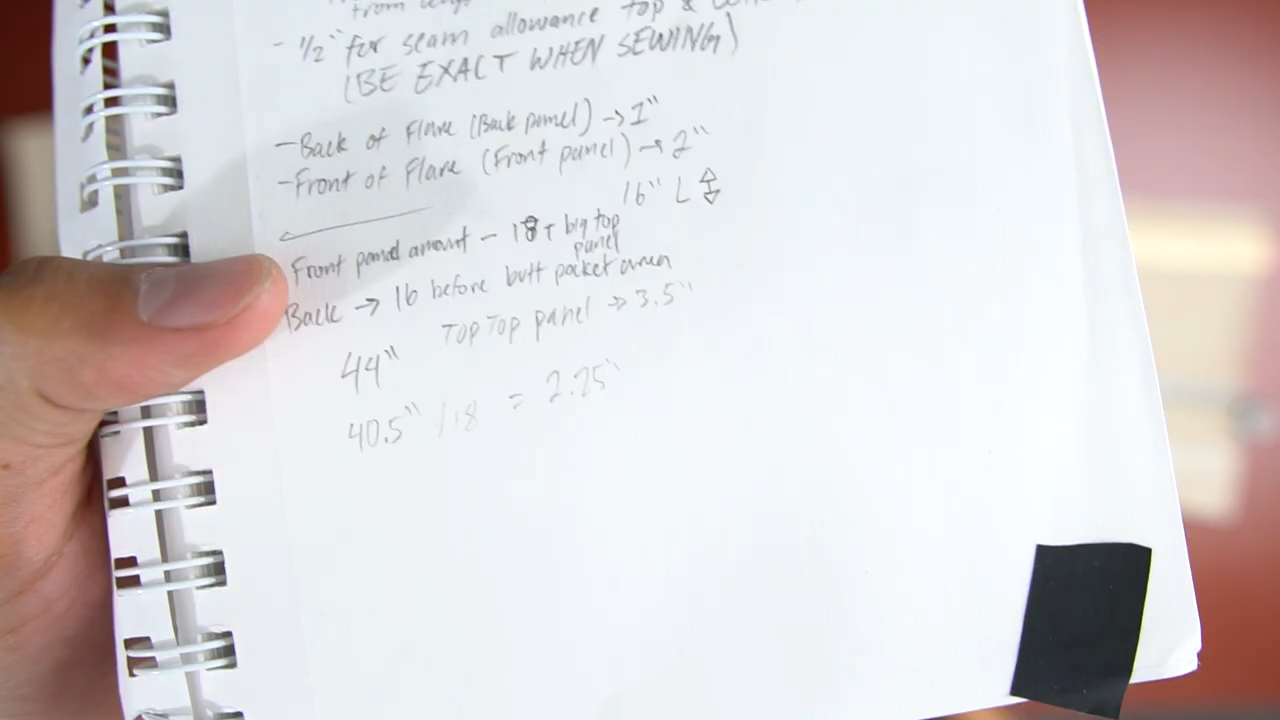 from
- 1/2" for seam allowance top &
(BE EXACT WHEN SEWING)
- Back of Flare (Back panel) → 1"
- Front of Flare (Front panel) → 2"
16" L ↕
Front panel amount - 18 + big top
panel
Back → 16 before butt pocket area
TOP TOP panel → 3.5"
44"
40.5" /18 = 2.25"